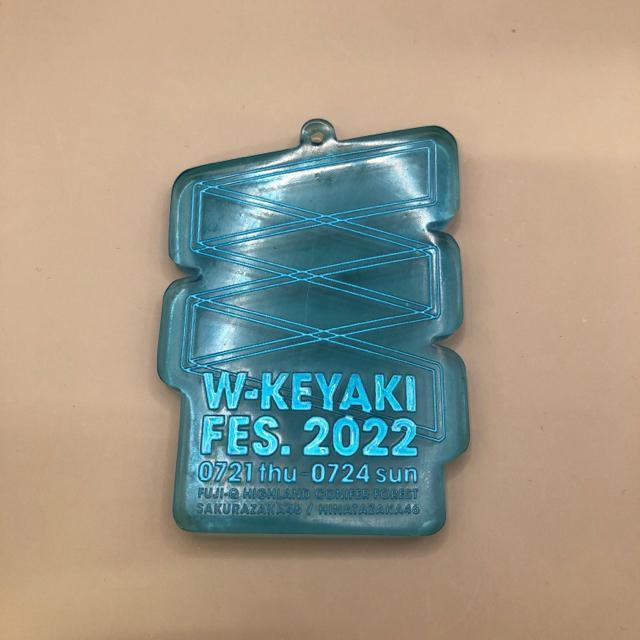 W-KEYAKI
FES. 2022
0721 thu-0724 sun
FUJI-Q HIGHLAND CONIFER FOREST
SAKURAZAKA46 / HINATAZAKA46